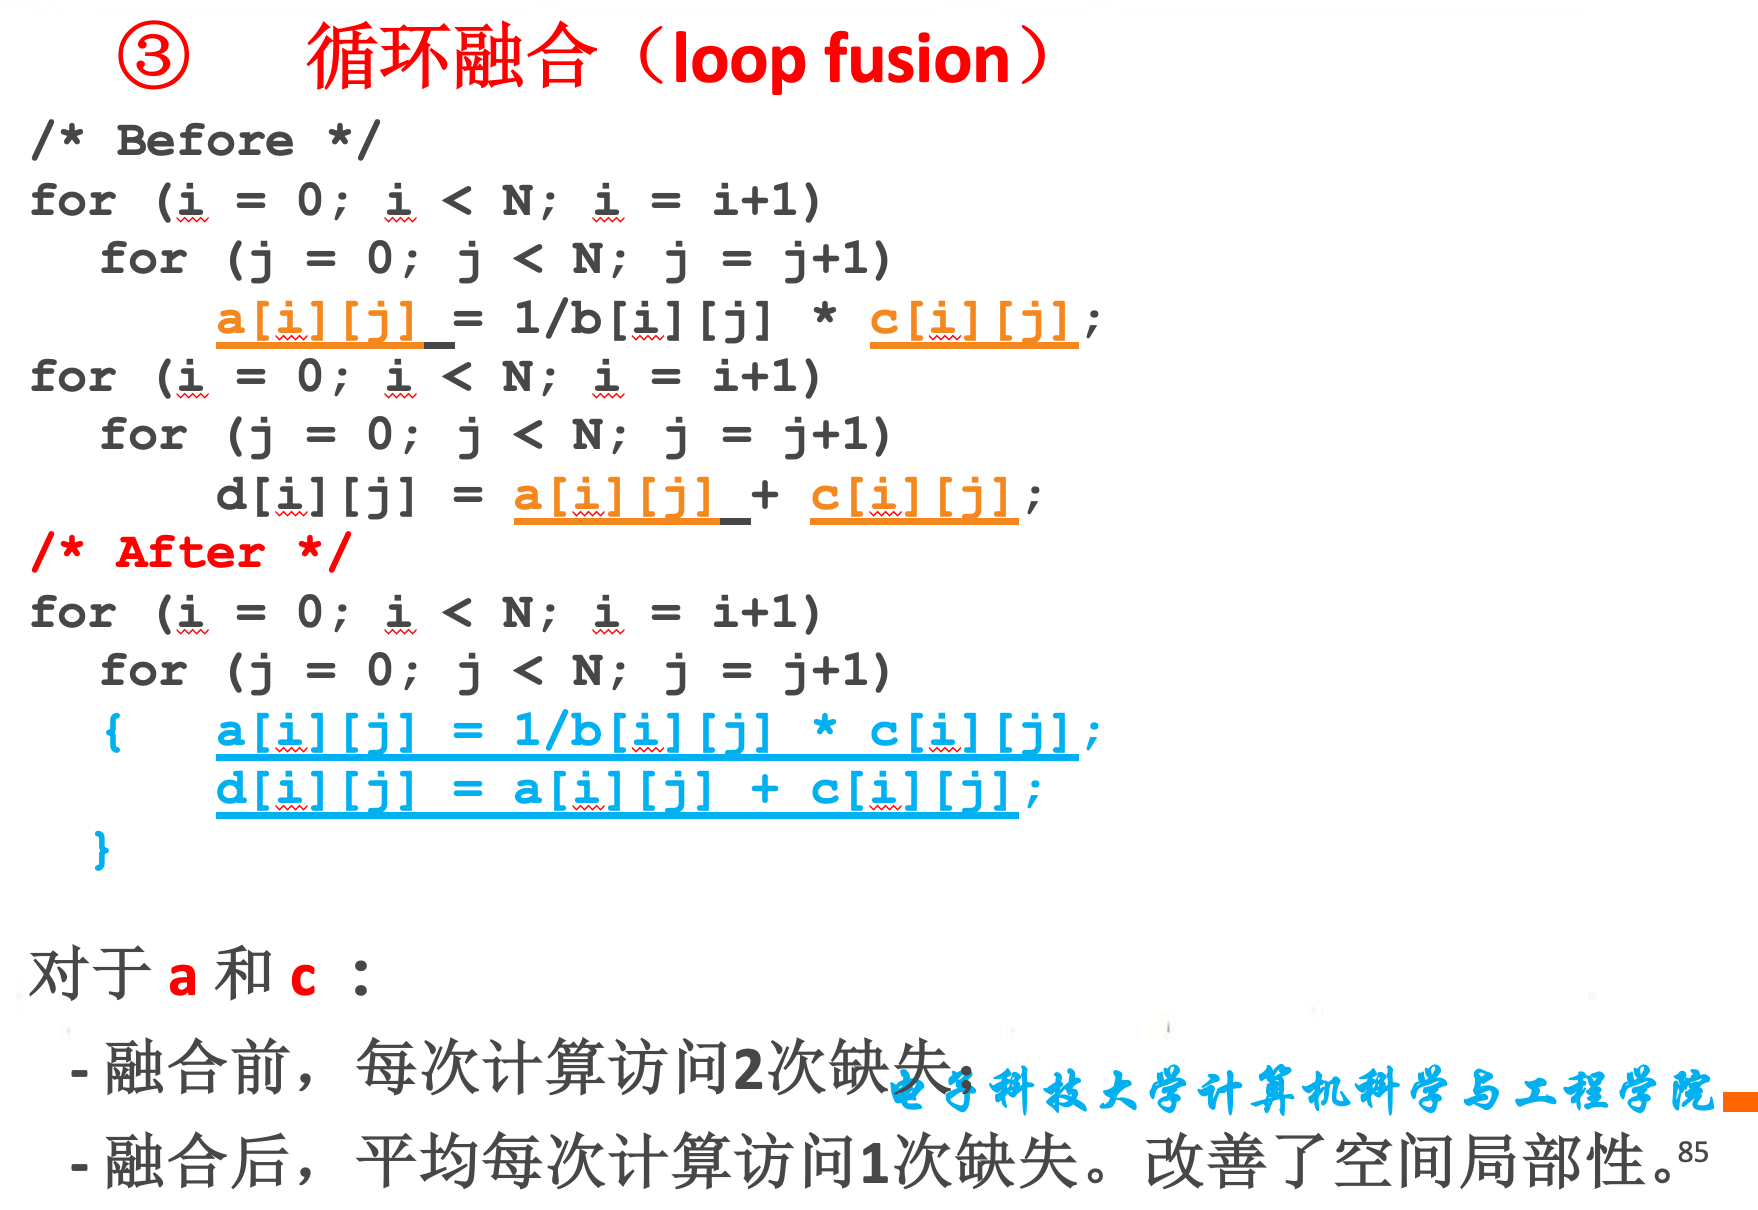 ③ 循环融合（loop fusion）
/* Before */
for (i = 0; i < N; i = i+1)
for (j = 0; j < N; j = j+1)
a[i][j] = 1/b[i][j] * c[i][j];
for (i = 0; i < N; i = i+1)
for (j = 0; j < N; j = j+1)
d[i][j] = a[i][j] + c[i][j];
/* After */
for (i = 0; i < N; i = i+1)
for (j = 0; j < N; j = j+1)
{ a[i][j] = 1/b[i][j] * c[i][j];
d[i][j] = a[i][j] + c[i][j];
}
对于 a 和 c ：
- 融合前，每次计算访问2次缺失；
电子科技大学计算机科学与工程学院
- 融合后，平均每次计算访问1次缺失。改善了空间局部性。
85